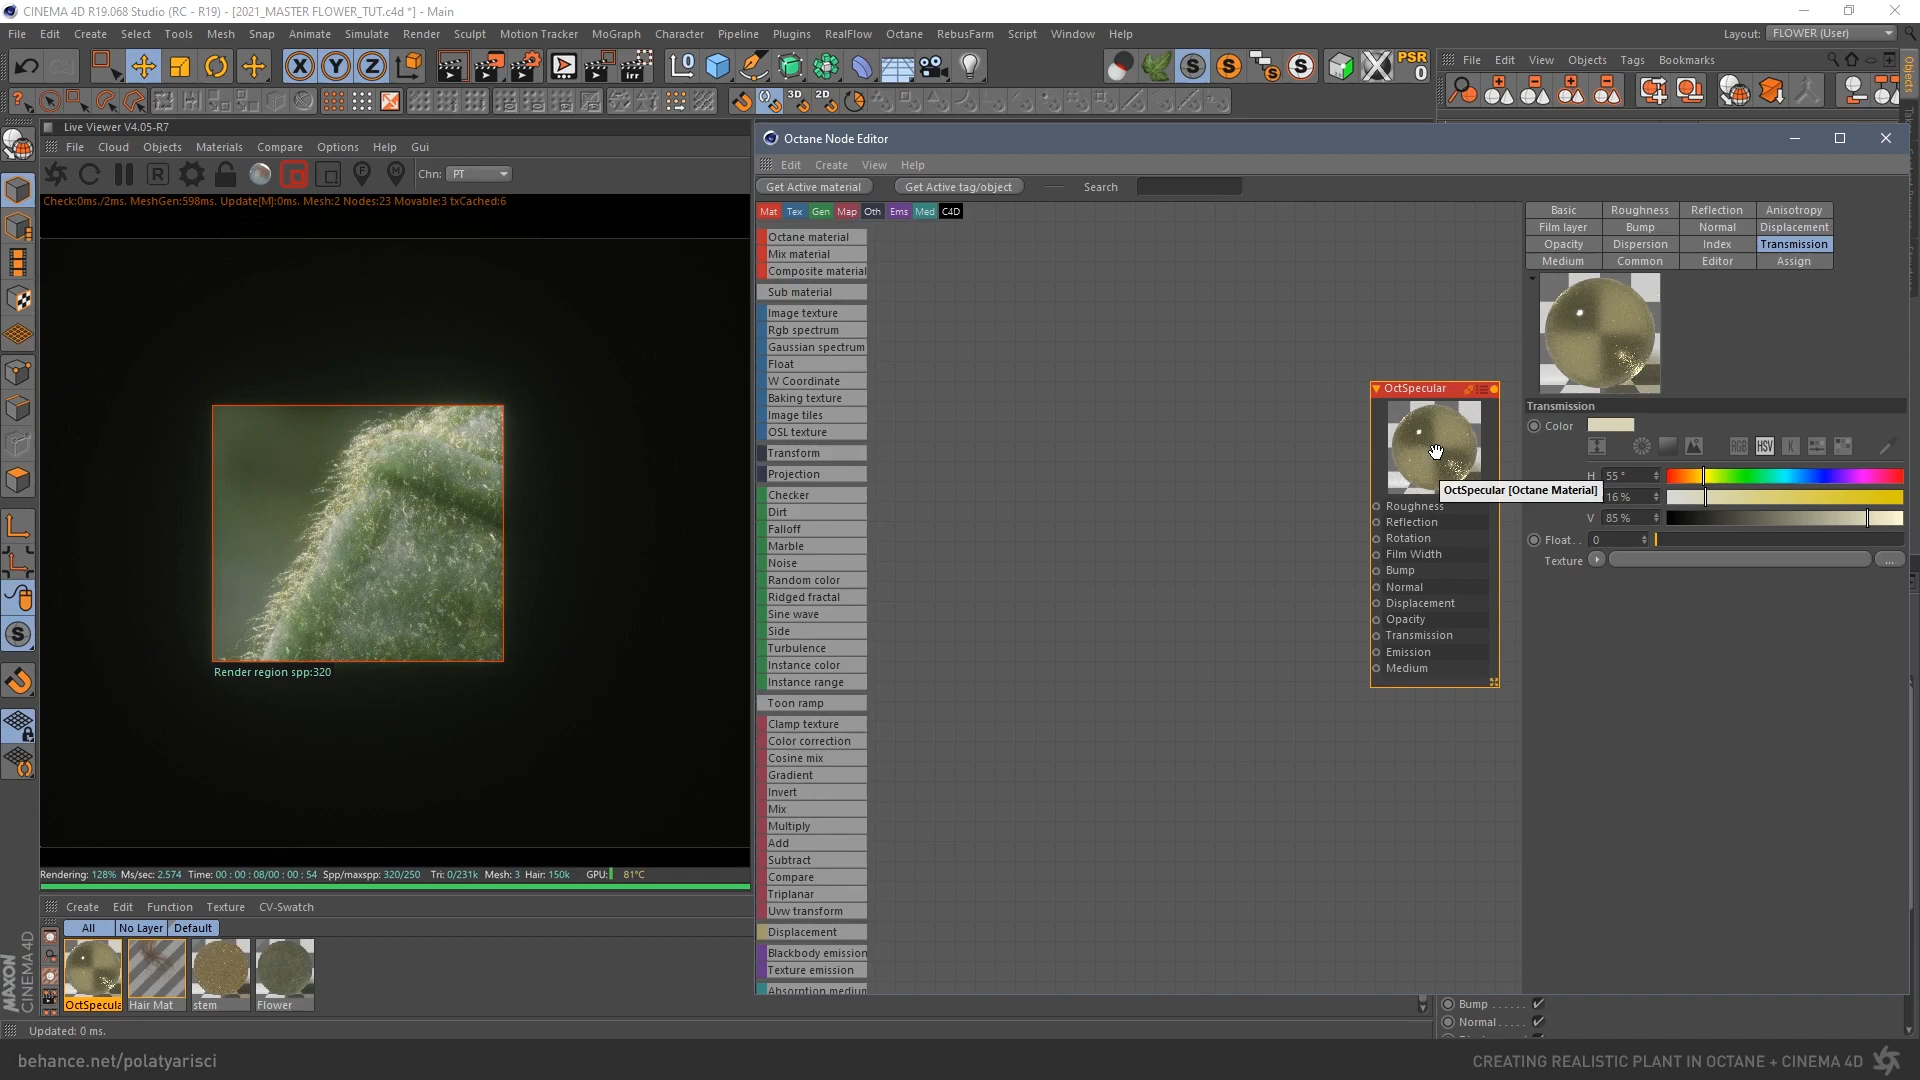 CINEMA 4D R19.068 Studio (RC - R19) - [2021_MASTER FLOWER_TUT.c4d *] - Main
File Edit Create Select Tools Mesh Snap Animate Simulate Render Sculpt Motion Tracker MoGraph Character Pipeline Plugins RealFlow Octane RebusFarm Script Window Help
Layout: FLOWER (User)
PSR
0
File Edit View Objects Tags Bookmarks
Objects
Live Viewer V4.05-R7
File Cloud Objects Materials Compare Options Help Gui
Chn: PT
Check:0ms./2ms. MeshGen:598ms. Update[M]:0ms. Mesh:2 Nodes:23 Movable:3 txCached:6
Render region spp:320
Rendering: 128% Ms/sec: 2.574 Time: 00 : 00 : 08/00 : 00 : 54 Spp/maxspp: 320/250 Tri: 0/231k Mesh: 3 Hair: 150k GPU: 81°C
Octane Node Editor
Edit Create View Help
Get Active material Get Active tag/object Search
Mat Tex Gen Map Oth Ems Med C4D
Octane material
Mix material
Composite material
Sub material
Image texture
Rgb spectrum
Gaussian spectrum
Float
W Coordinate
Baking texture
Image tiles
OSL texture
Transform
Projection
Checker
Dirt
Falloff
Marble
Noise
Random color
Ridged fractal
Sine wave
Side
Turbulence
Instance color
Instance range
Toon ramp
Clamp texture
Color correction
Cosine mix
Gradient
Invert
Mix
Multiply
Add
Subtract
Compare
Triplanar
Uvw transform
Displacement
Blackbody emission
Texture emission
Absorption medium
OctSpecular
OctSpecular [Octane Material]
Roughness
Reflection
Rotation
Film Width
Bump
Normal
Displacement
Opacity
Transmission
Emission
Medium
Basic Roughness Reflection Anisotropy
Film layer Bump Normal Displacement
Opacity Dispersion Index Transmission
Medium Common Editor Assign
Transmission
Color
RGB HSV K
H 55 °
16 %
V 85 %
Float. . 0
Texture ...
Bump . . . . . .
Normal. . . . .
Create Edit Function Texture CV-Swatch
All No Layer Default
OctSpecula Hair Mat stem Flower
MAXON
CINEMA 4D
Updated: 0 ms.
behance.net/polatyarisci
CREATING REALISTIC PLANT IN OCTANE + CINEMA 4D